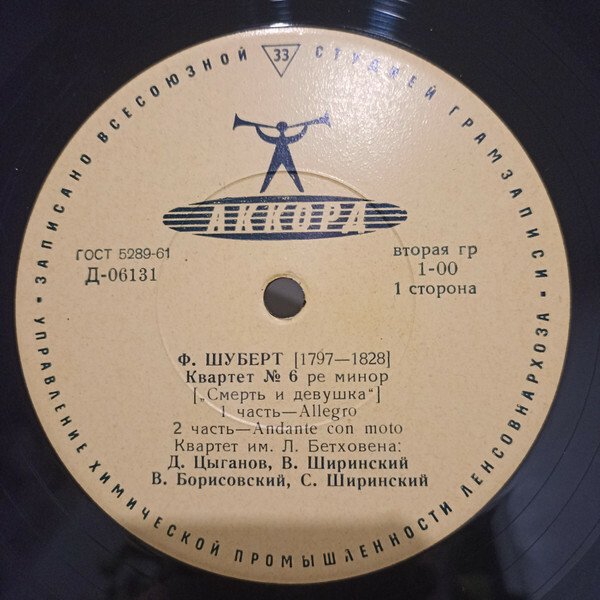 ЗАПИСАНО ВСЕСОЮЗНОЙ СТУДИЕЙ ГРАМЗАПИСИ
33
АККОРД
ГОСТ 5289-61
Д-06131
вторая гр
1-00
1 сторона
Ф. ШУБЕРТ [1797—1828]
Квартет № 6 ре минор
[„Смерть и девушка“]
1 часть—Allegro
2 часть—Andante con moto
Квартет им. Л. Бетховена:
Д. Цыганов, В. Ширинский
В. Борисовский, С. Ширинский
УПРАВЛЕНИЕ ХИМИЧЕСКОЙ ПРОМЫШЛЕННОСТИ ЛЕНСОВНАРХОЗА